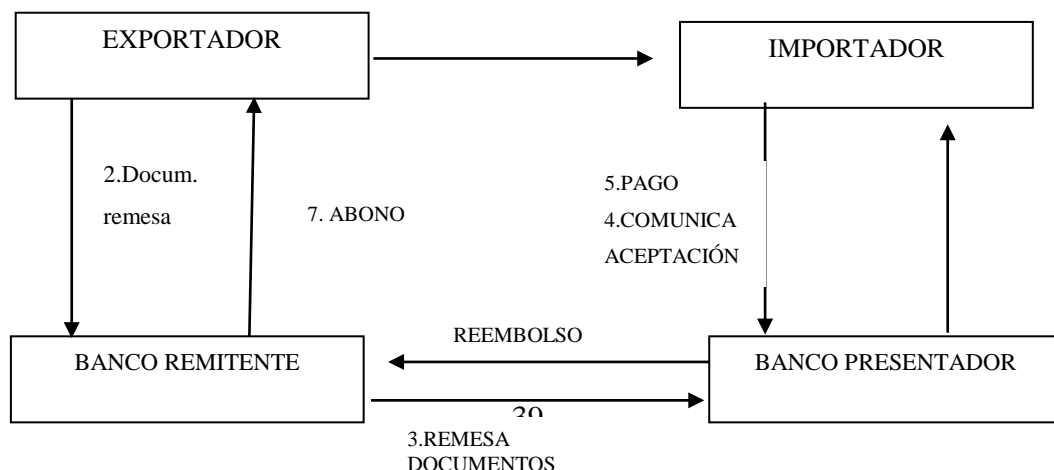 EXPORTADOR
IMPORTADOR
2.Docum.
remesa
7. ABONO
5.PAGO
4.COMUNICA
ACEPTACIÓN
REEMBOLSO
BANCO REMITENTE
BANCO PRESENTADOR
3.REMESA
DOCUMENTOS